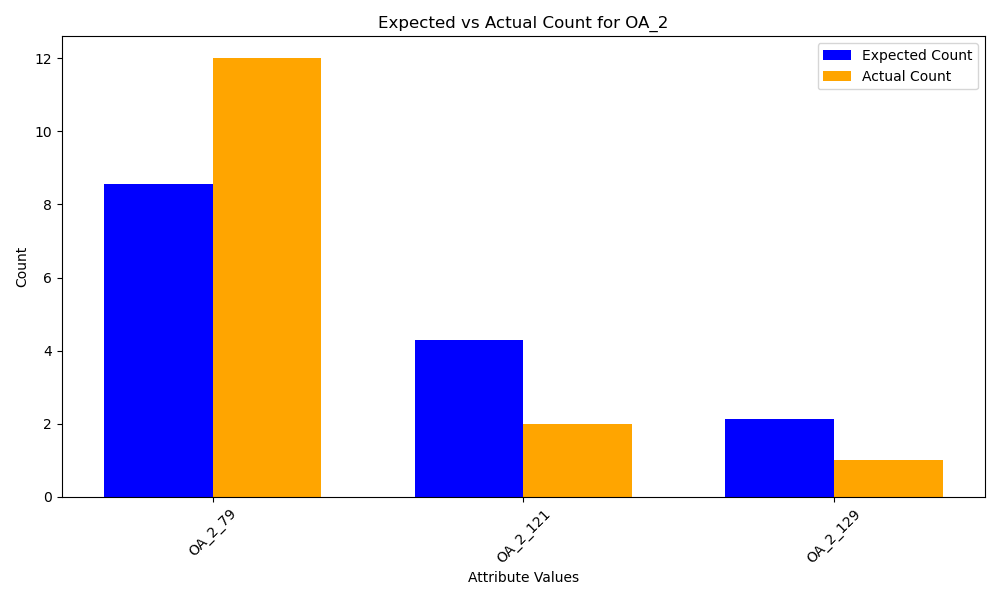 Expected vs Actual Count for OA_2
Expected Count
Actual Count
12
10
8
6
4
2
0
Count
OA_2_79
OA_2_121
OA_2_129
Attribute Values